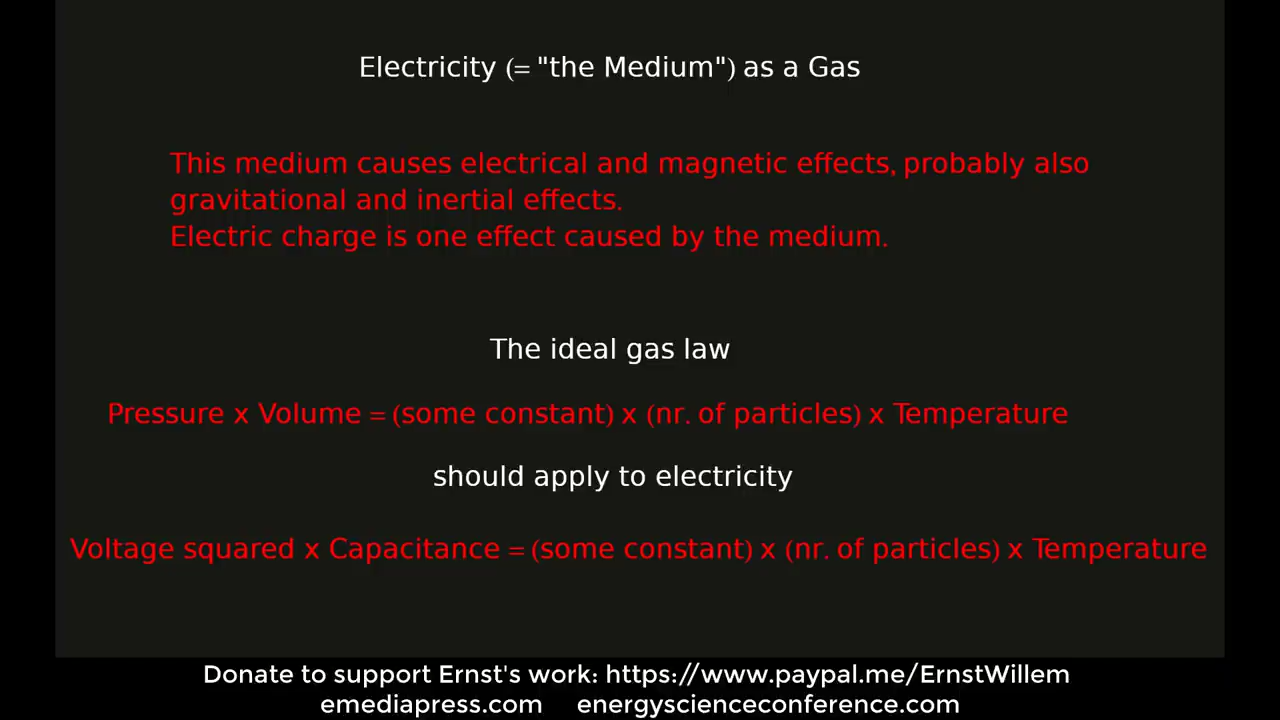 Electricity (= "the Medium") as a Gas
This medium causes electrical and magnetic effects, probably also
gravitational and inertial effects.
Electric charge is one effect caused by the medium.
The ideal gas law
Pressure x Volume = (some constant) x (nr. of particles) x Temperature
should apply to electricity
Voltage squared x Capacitance = (some constant) x (nr. of particles) x Temperature
Donate to support Ernst's work: https://www.paypal.me/ErnstWillem
emediapress.com energyscienceconference.com